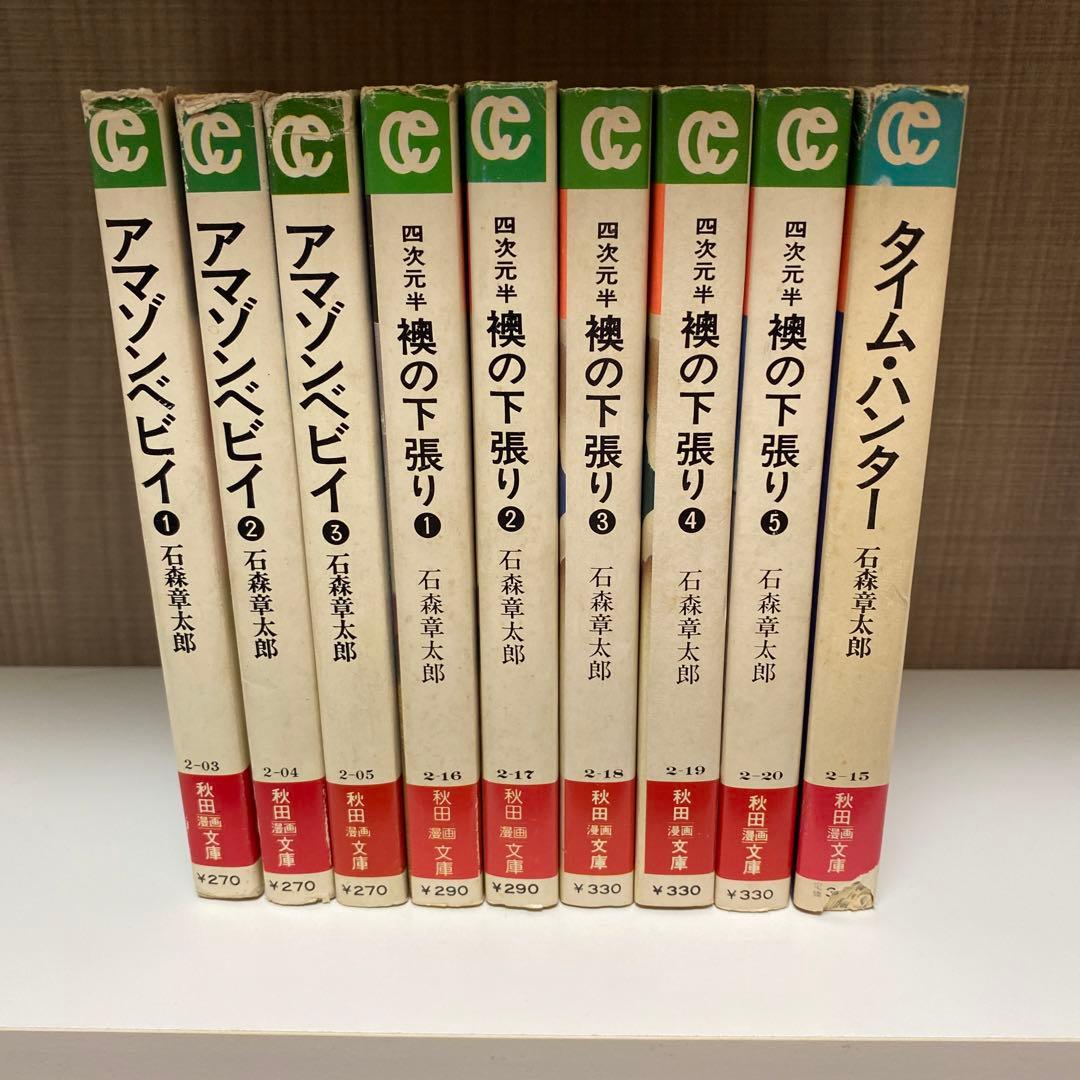 アマゾンベビイ
1
石森章太郎
2-03
秋田
漫画
文庫
¥270
アマゾンベビイ
2
石森章太郎
2-04
秋田
漫画
文庫
¥270
アマゾンベビイ
3
石森章太郎
2-05
秋田
漫画
文庫
¥270
四次元半
襖の下張り
1
石森章太郎
2-16
秋田
漫画
文庫
¥290
四次元半
襖の下張り
2
石森章太郎
2-17
秋田
漫画
文庫
¥290
四次元半
襖の下張り
3
石森章太郎
2-18
秋田
漫画
文庫
¥330
四次元半
襖の下張り
4
石森章太郎
2-19
秋田
漫画
文庫
¥330
四次元半
襖の下張り
5
石森章太郎
2-20
秋田
漫画
文庫
¥330
タイム・ハンター
石森章太郎
2-15
秋田
漫画
文庫